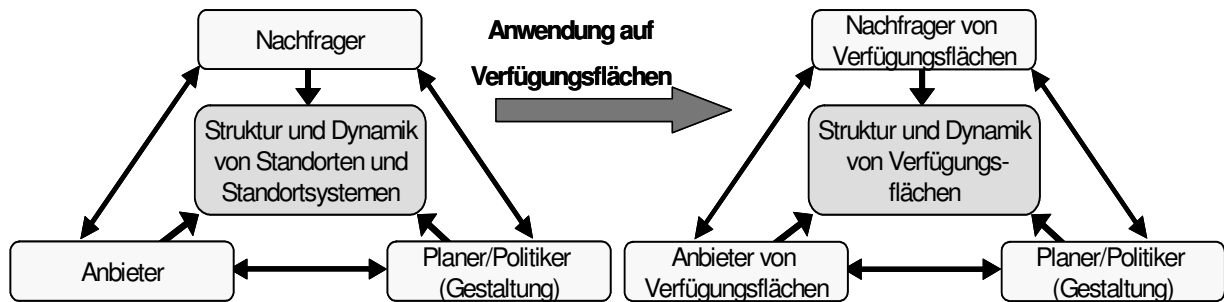 Nachfrager
Struktur und Dynamik
von Standorten und
Standortsystemen
Anbieter
Planer/Politiker
(Gestaltung)
Anwendung auf
Verfügungsflächen
Nachfrager von
Verfügungsflächen
Struktur und Dynamik
von Verfügungs-
flächen
Anbieter von
Verfügungsflächen
Planer/Politiker
(Gestaltung)